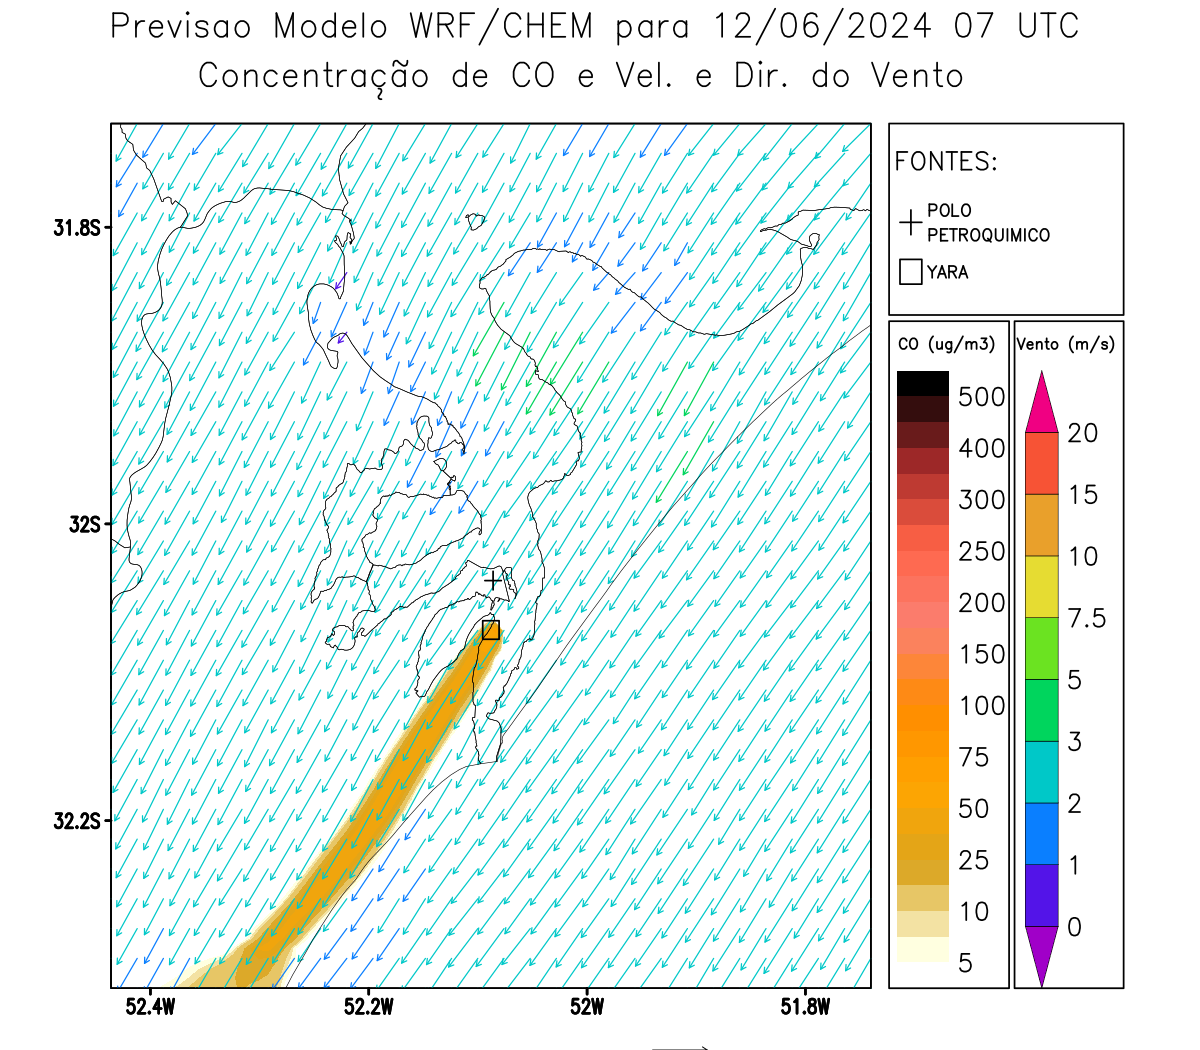 Previsao Modelo WRF/CHEM para 12/06/2024 07 UTC
Concentração de CO e Vel. e Dir. do Vento
FONTES:
POLO
PETROQUIMICO
YARA
CO (ug/m3)
500
400
300
250
200
150
100
75
50
25
10
5
Vento (m/s)
20
15
10
7.5
5
3
2
1
0
31.8S
32S
32.2S
52.4W
52.2W
52W
51.8W